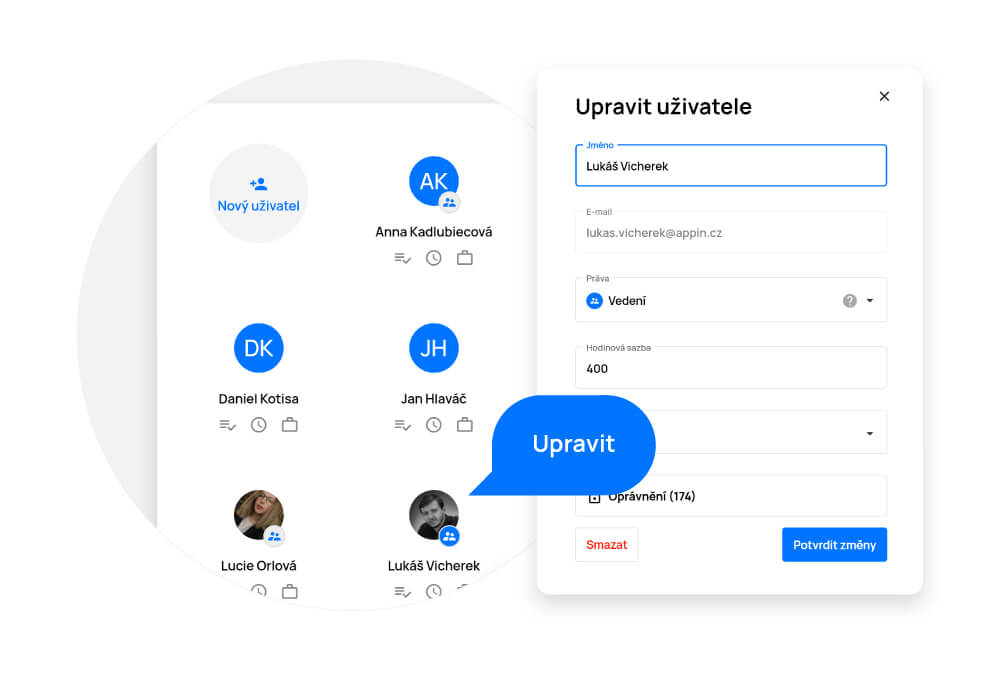 Nový uživatel
AK
Anna Kadlubiecová
DK
Daniel Kotisa
JH
Jan Hlaváč
Lucie Orlová
Lukáš Vicherek
Upravit
Upravit uživatele
Jméno
Lukáš Vicherek
E-mail
lukas.vicherek@appin.cz
Práva
Vedení
?
Hodinová sazba
400
Oprávnění (174)
Smazat
Potvrdit změny